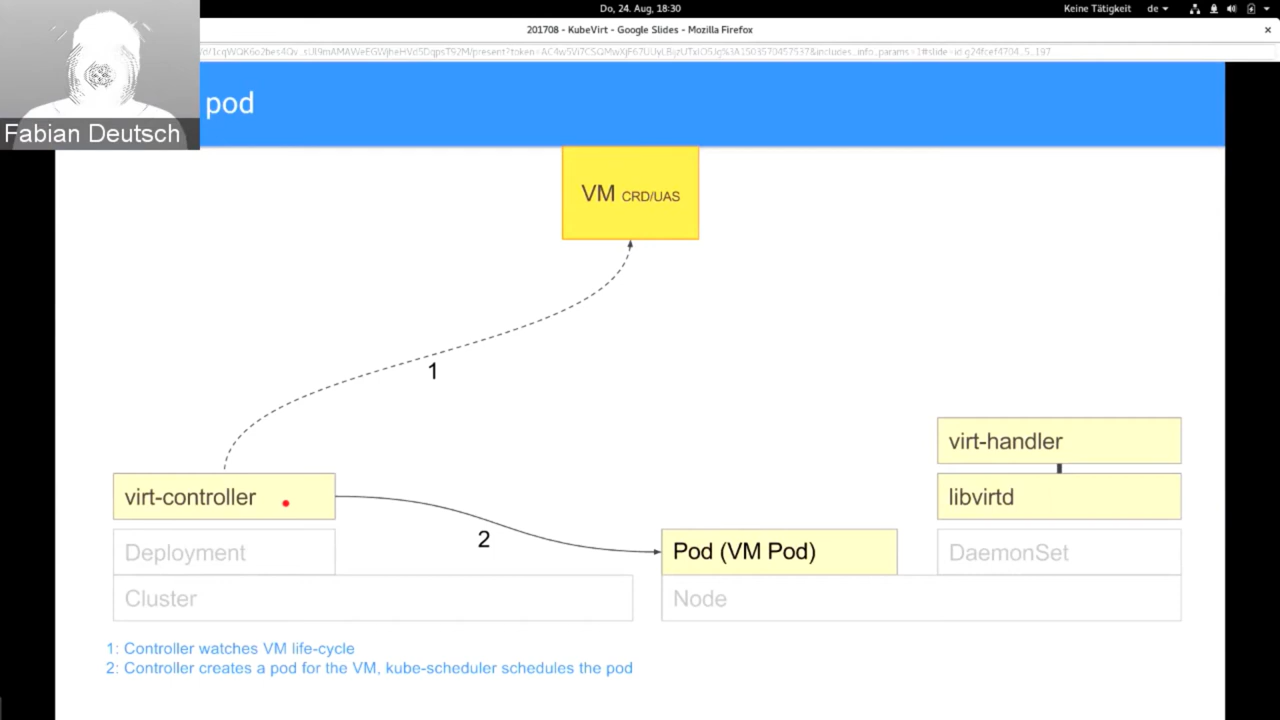 Do, 24. Aug, 18:30
Keine Tätigkeit
de
201708 - KubeVirt - Google Slides - Mozilla Firefox
Fabian Deutsch
pod
VM CRD/UAS
1
virt-handler
virt-controller
libvirtd
2
Deployment
Pod (VM Pod)
DaemonSet
Cluster
Node
1: Controller watches VM life-cycle
2: Controller creates a pod for the VM, kube-scheduler schedules the pod